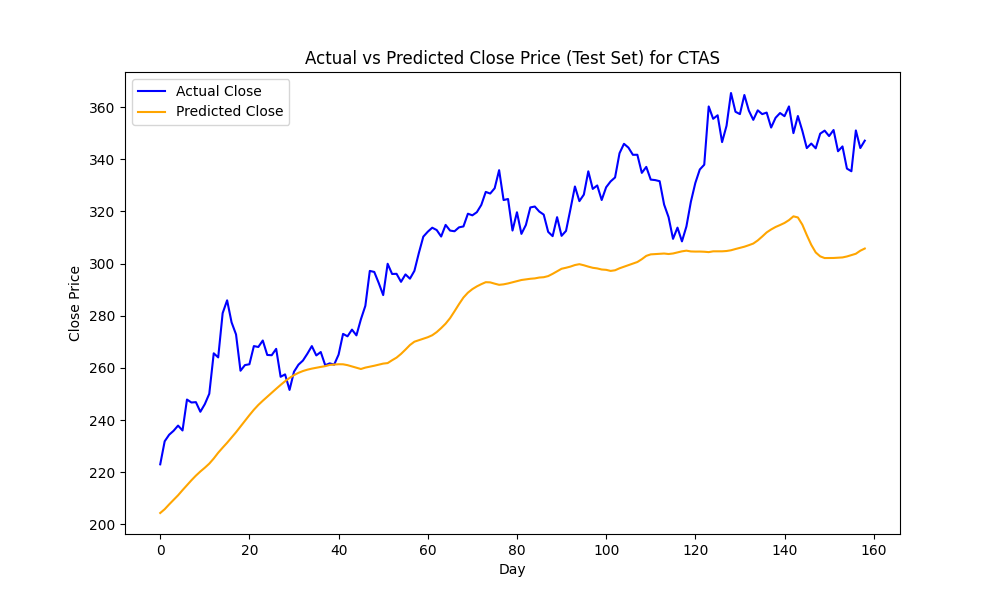 Actual vs Predicted Close Price (Test Set) for CTAS
Actual Close
Predicted Close
Close Price
360
340
320
300
280
260
240
220
200
0 20 40 60 80 100 120 140 160
Day